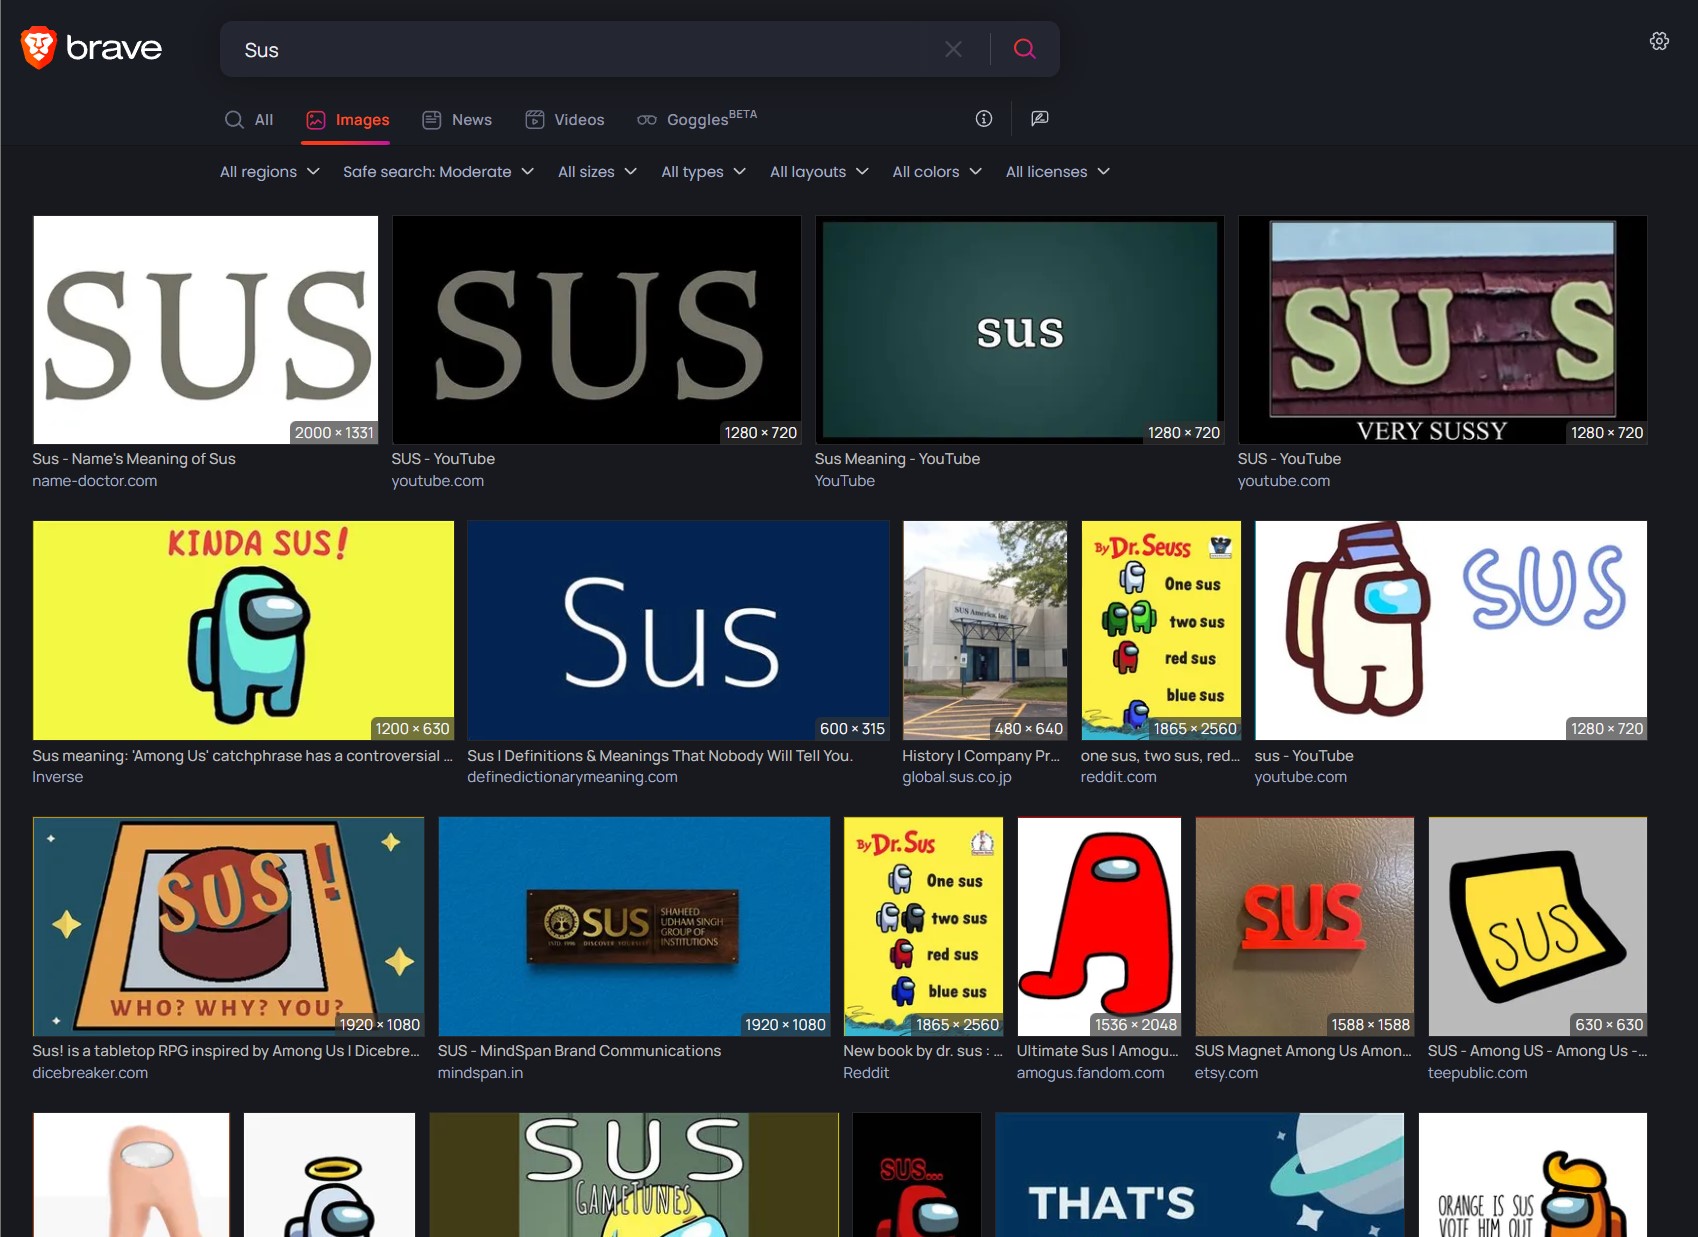 brave
Sus
All
Images
News
Videos
Goggles BETA
All regions
Safe search: Moderate
All sizes
All types
All layouts
All colors
All licenses
SUS
2000 × 1331
SUS
1280 × 720
sus
1280 × 720
SU S
VERY SUSSY
1280 × 720
Sus - Name's Meaning of Sus
name-doctor.com
SUS - YouTube
youtube.com
Sus Meaning - YouTube
YouTube
SUS - YouTube
youtube.com
KINDA SUS!
1200 × 630
Sus
600 × 315
SUS America, Inc.
480 × 640
By Dr. Seuss
One sus
two sus
red sus
blue sus
1865 × 2560
SUS
1280 × 720
Sus meaning: 'Among Us' catchphrase has a controversial ...
Inverse
Sus | Definitions & Meanings That Nobody Will Tell You.
definedictionarymeaning.com
History | Company Pr...
global.sus.co.jp
one sus, two sus, red...
reddit.com
sus - YouTube
youtube.com
SUS!
WHO? WHY? YOU?
1920 × 1080
SUS
ESTD. 1996
DISCOVER YOURSELF
SHAHEED
UDHAM SINGH
GROUP OF
INSTITUTIONS
1920 × 1080
By Dr. Sus
One sus
two sus
red sus
blue sus
1865 × 2560
1536 × 2048
SUS
1588 × 1588
SUS
630 × 630
Sus! is a tabletop RPG inspired by Among Us | Dicebre...
dicebreaker.com
SUS - MindSpan Brand Communications
mindspan.in
New book by dr. sus : ...
Reddit
Ultimate Sus | Amogu...
amogus.fandom.com
SUS Magnet Among Us Amon...
etsy.com
SUS - Among US - Among Us -...
teepublic.com
SUS
GAMETUNES
SUS...
THAT'S
ORANGE IS SUS
VOTE HIM OUT